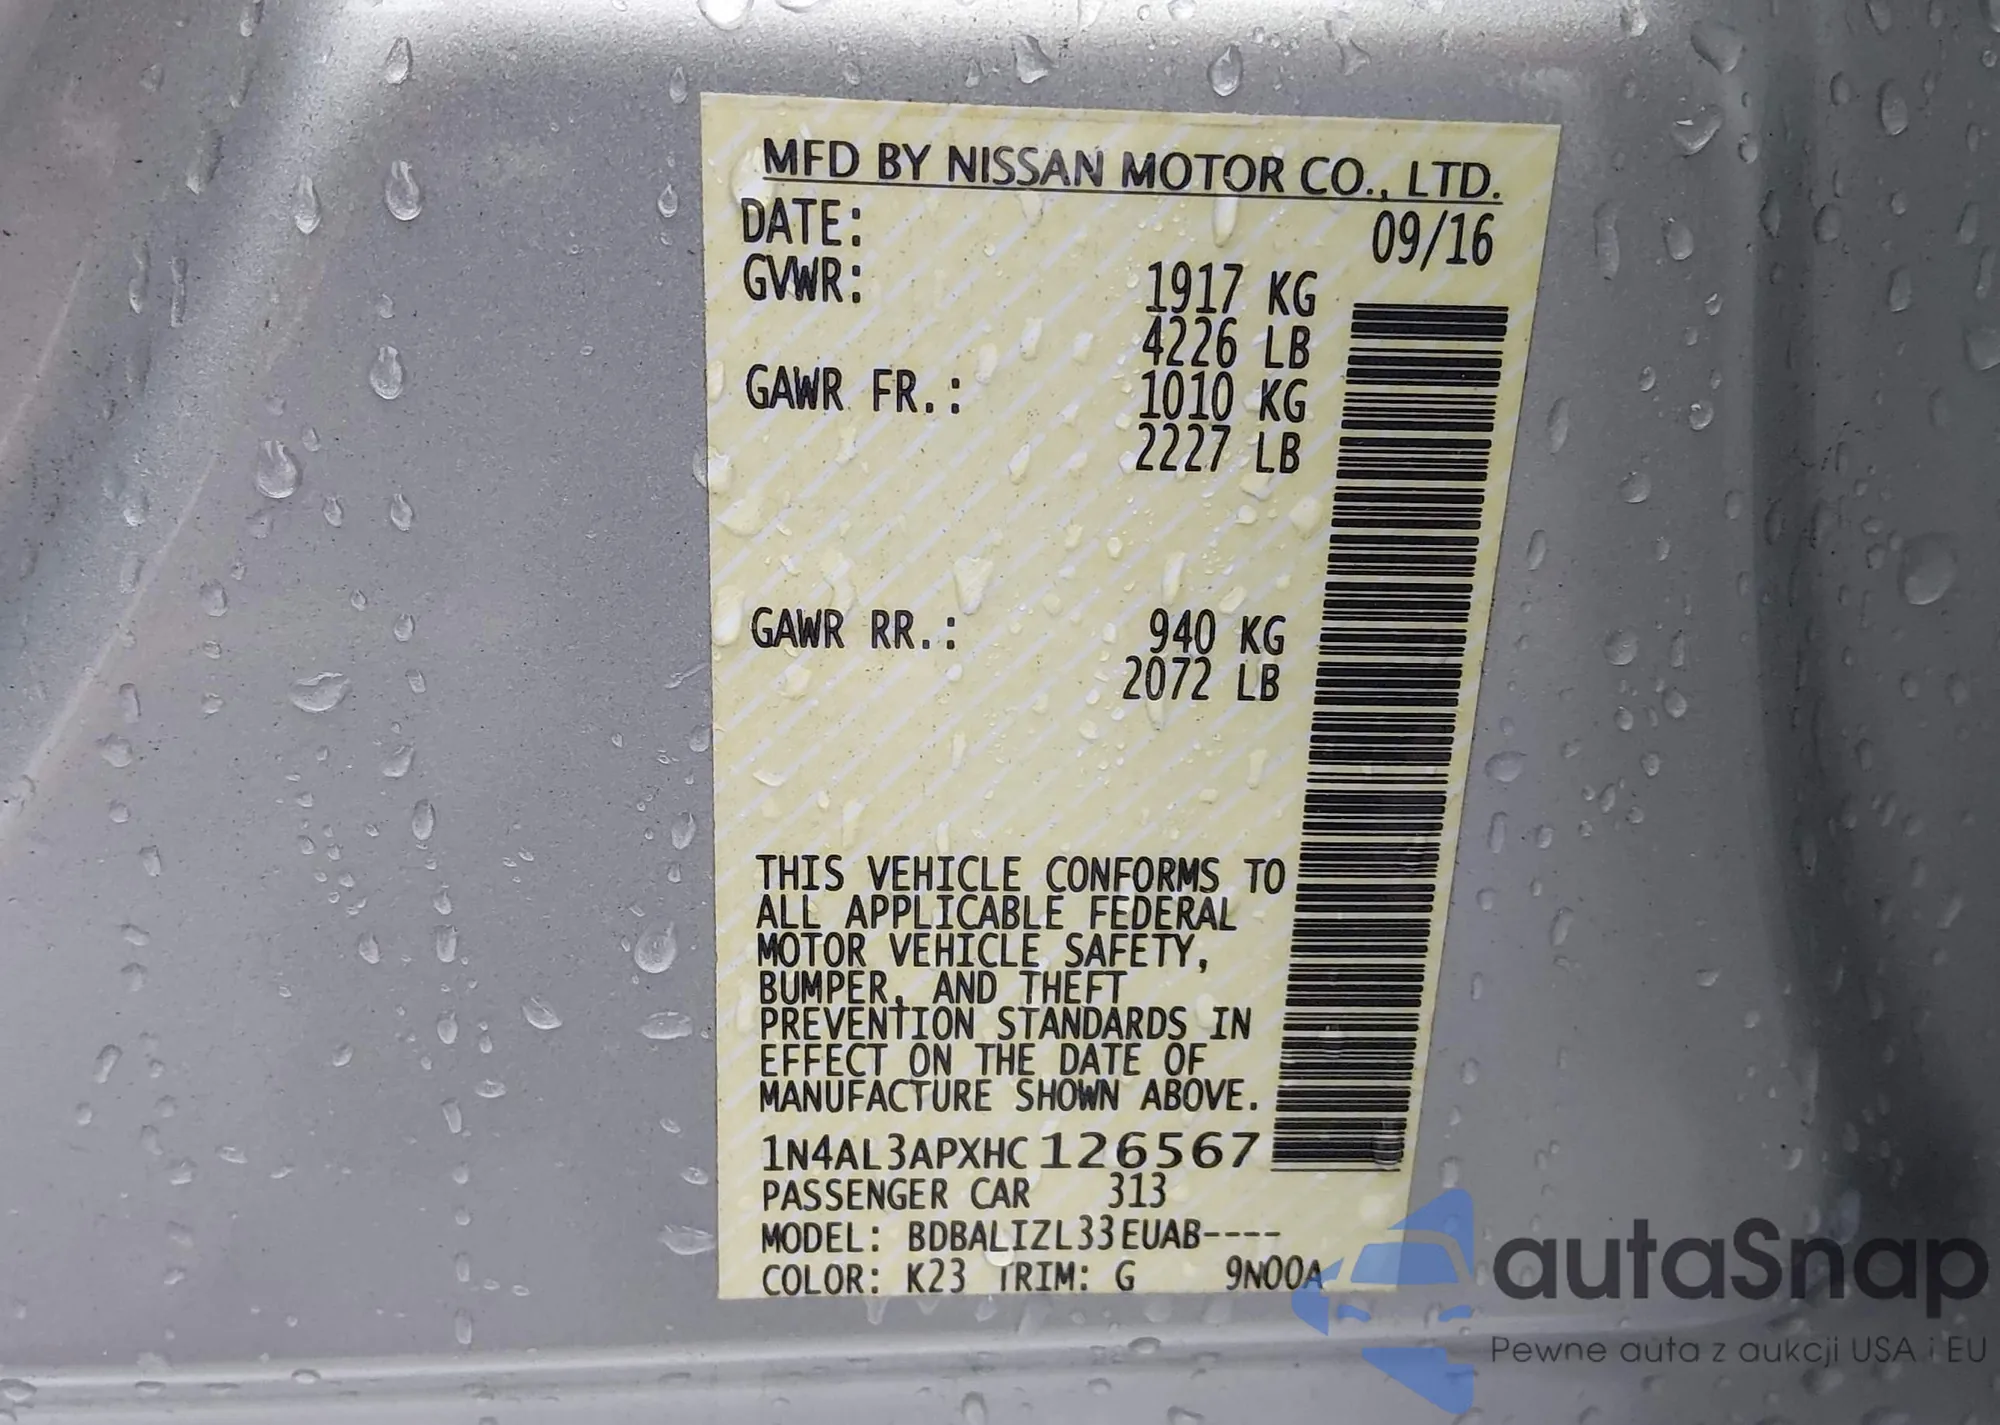 MFD BY NISSAN MOTOR CO., LTD.
DATE: 09/16
GVWR: 1917 KG
4226 LB
GAWR FR.: 1010 KG
2227 LB
GAWR RR.: 940 KG
2072 LB
THIS VEHICLE CONFORMS TO
ALL APPLICABLE FEDERAL
MOTOR VEHICLE SAFETY,
BUMPER, AND THEFT
PREVENTION STANDARDS IN
EFFECT ON THE DATE OF
MANUFACTURE SHOWN ABOVE.
1N4AL3APXHC126567
PASSENGER CAR 313
MODEL: BDBALIZL33EUAB----
COLOR: K23 TRIM: G 9N00A
autaSnap
Pewne auta z aukcji USA i EU